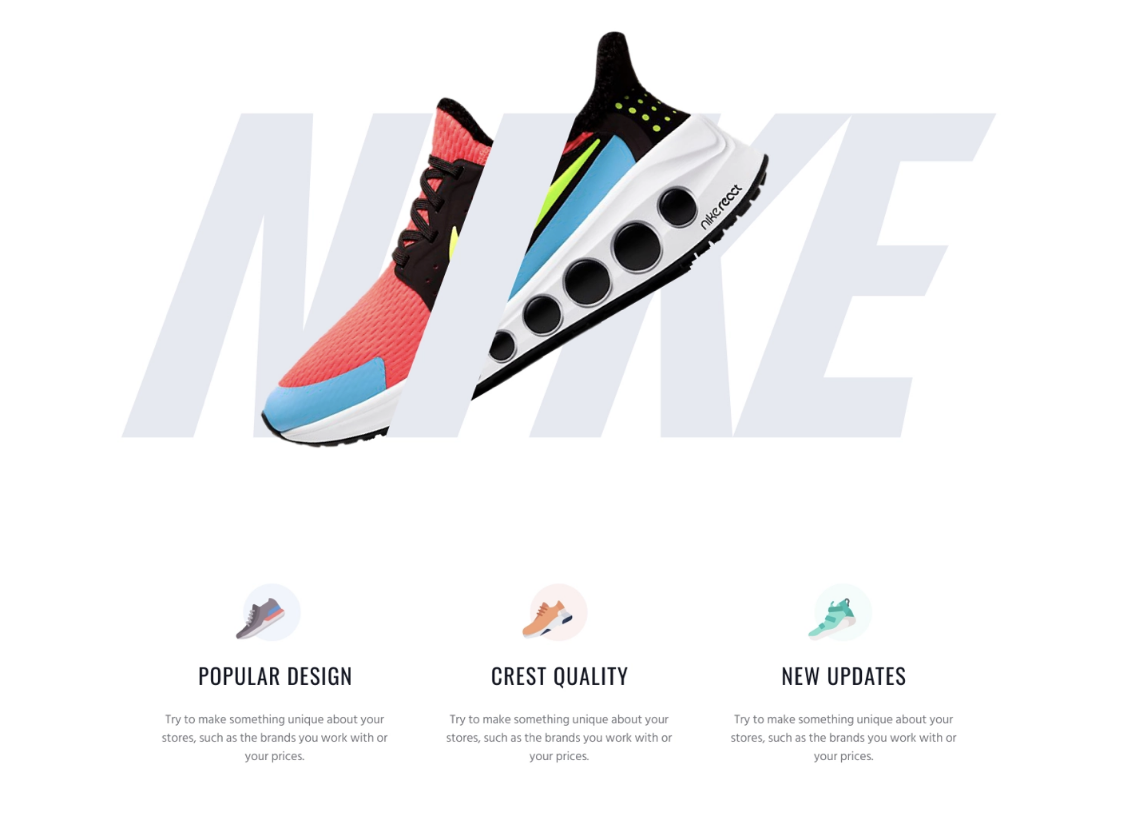 NIKE
nike react
POPULAR DESIGN
CREST QUALITY
NEW UPDATES
Try to make something unique about your
stores, such as the brands you work with or
your prices.
Try to make something unique about your
stores, such as the brands you work with or
your prices.
Try to make something unique about your
stores, such as the brands you work with or
your prices.